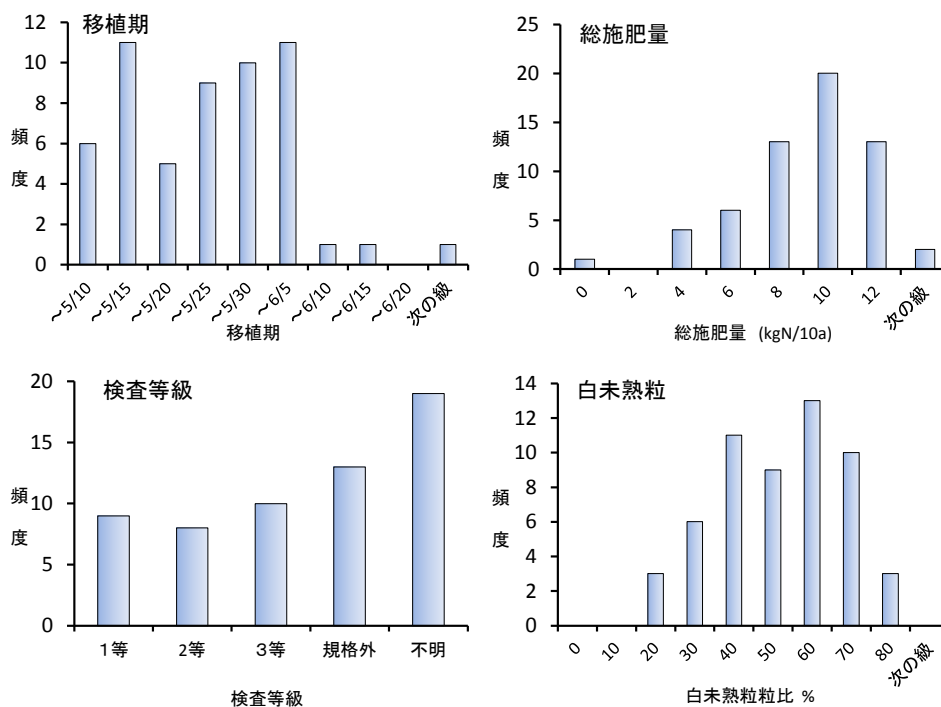 移植期
12
10
8
6
4
2
0
頻
度
～5/10
～5/15
～5/20
～5/25
～5/30
～6/5
～6/10
～6/15
～6/20
次の級
移植期
総施肥量
25
20
15
10
5
0
頻
度
0
2
4
6
8
10
12
次の級
総施肥量 (kgN/10a)
検査等級
20
15
10
5
0
頻
度
1等
2等
3等
規格外
不明
検査等級
白未熟粒
14
12
10
8
6
4
2
0
頻
度
0
10
20
30
40
50
60
70
80
次の級
白未熟粒粒比 %